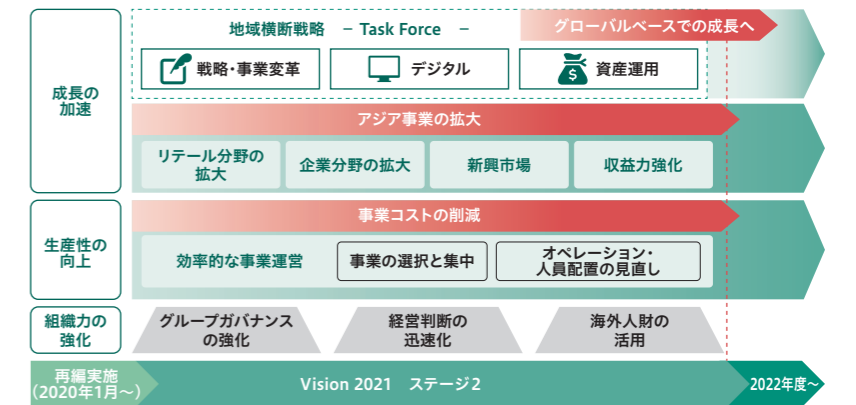 成長の
加速
地域横断戦略 － Task Force －
グローバルベースでの成長へ
戦略・事業変革
デジタル
資産運用
アジア事業の拡大
リテール分野の
拡大
企業分野の拡大
新興市場
収益力強化
生産性の
向上
事業コストの削減
効率的な事業運営
事業の選択と集中
オペレーション・
人員配置の見直し
組織力の
強化
グループガバナンス
の強化
経営判断の
迅速化
海外人財の
活用
再編実施
（2020年1月～）
Vision 2021 ステージ2
2022年度～